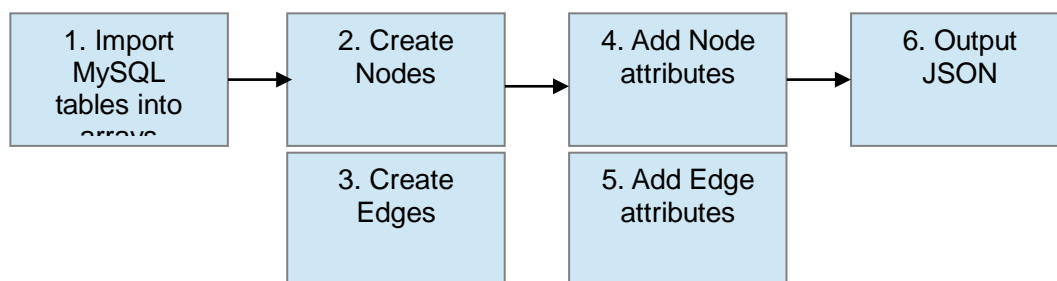 1. Import
MySQL
tables into
arrays
2. Create
Nodes
3. Create
Edges
4. Add Node
attributes
5. Add Edge
attributes
6. Output
JSON